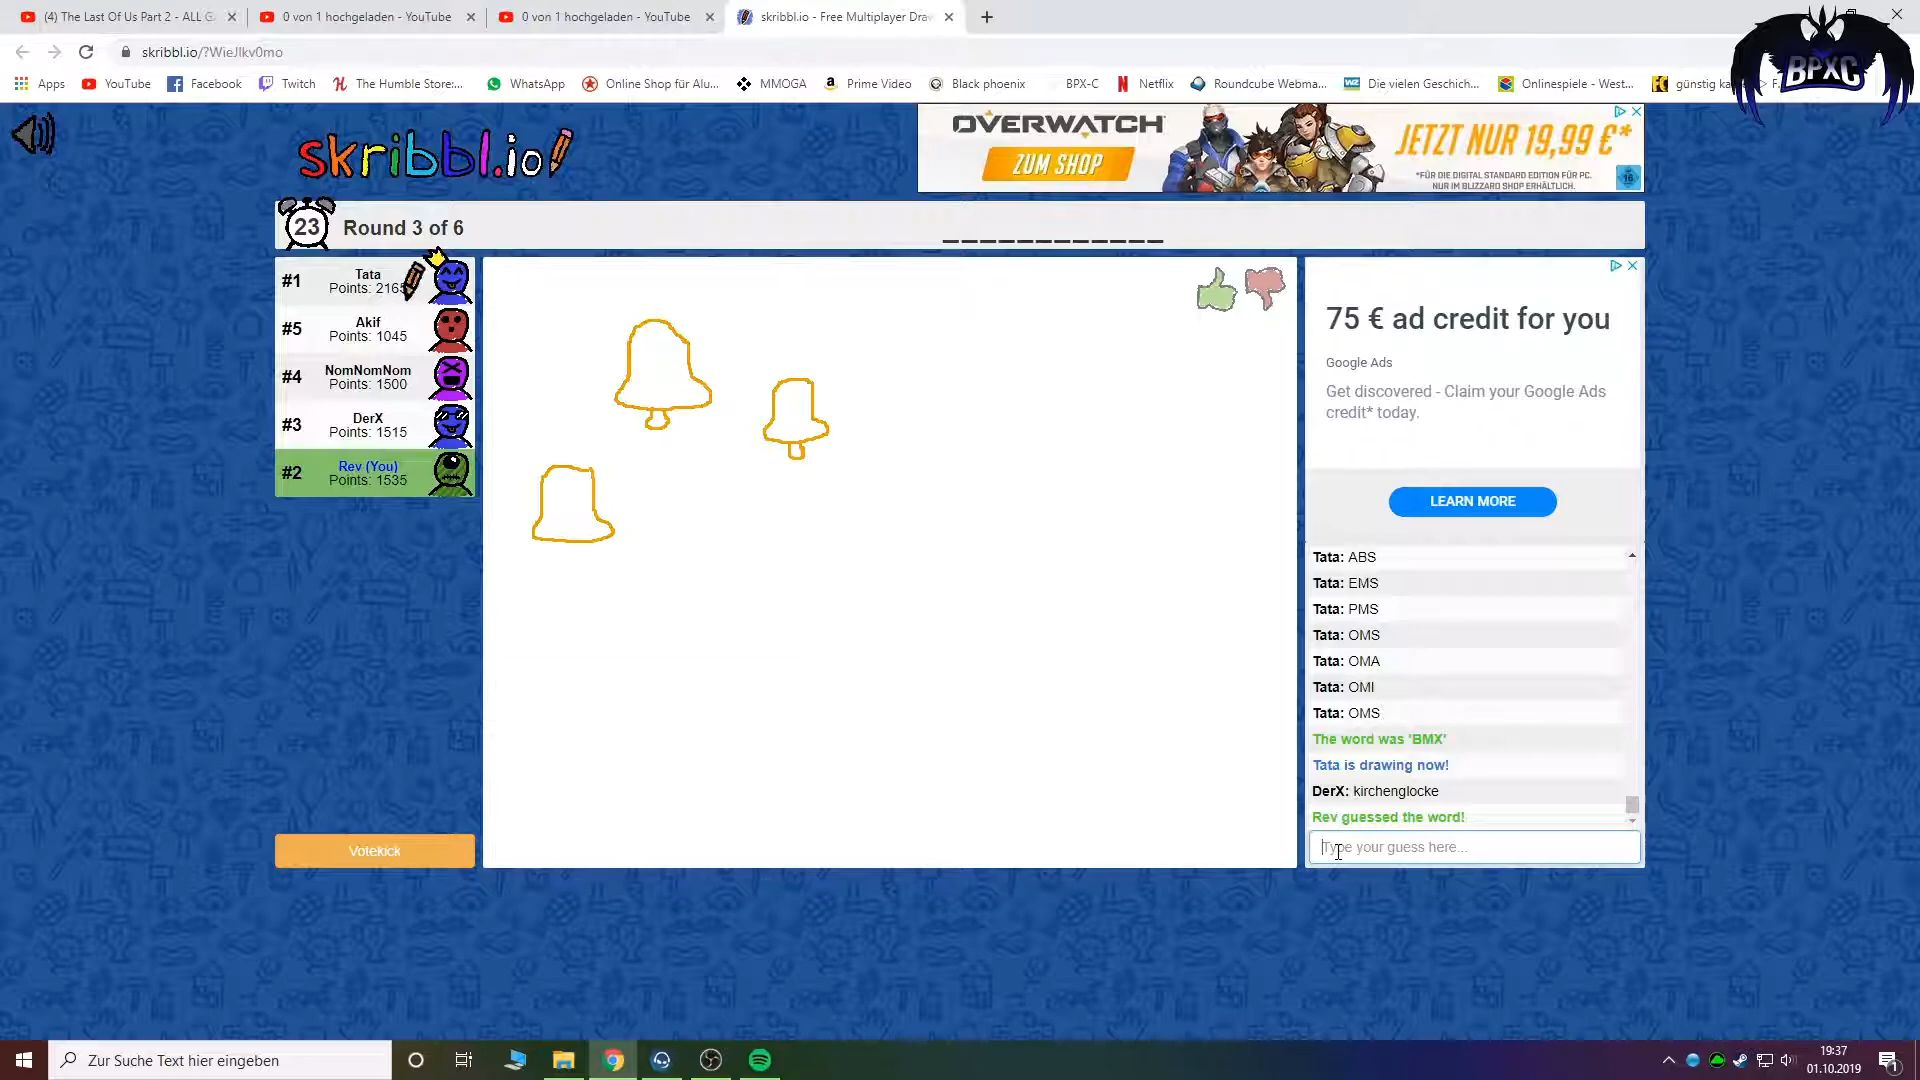 (4) The Last Of Us Part 2 - ALL G
0 von 1 hochgeladen - YouTube
0 von 1 hochgeladen - YouTube
skribbl.io - Free Multiplayer Dra
skribbl.io/?WieJlkv0mo
Apps
YouTube
Facebook
Twitch
The Humble Store:...
WhatsApp
Online Shop für Alu...
MMOGA
Prime Video
Black phoenix
BPX-C
Netflix
Roundcube Webma...
Die vielen Geschich...
Onlinespiele - West...
günstig ka
BPXC
skribbl.io
OVERWATCH
ZUM SHOP
JETZT NUR 19,99 €*
*FÜR DIE DIGITAL STANDARD EDITION FÜR PC.
NUR IM BLIZZARD SHOP ERHÄLTLICH.
16
23
Round 3 of 6
#1
Tata
Points: 2165
#5
Akif
Points: 1045
#4
NomNomNom
Points: 1500
#3
DerX
Points: 1515
#2
Rev (You)
Points: 1535
Votekick
75 € ad credit for you
Google Ads
Get discovered - Claim your Google Ads
credit* today.
LEARN MORE
Tata: ABS
Tata: EMS
Tata: PMS
Tata: OMS
Tata: OMA
Tata: OMI
Tata: OMS
The word was 'BMX'
Tata is drawing now!
DerX: kirchenglocke
Rev guessed the word!
Type your guess here...
Zur Suche Text hier eingeben
19:37
01.10.2019
1